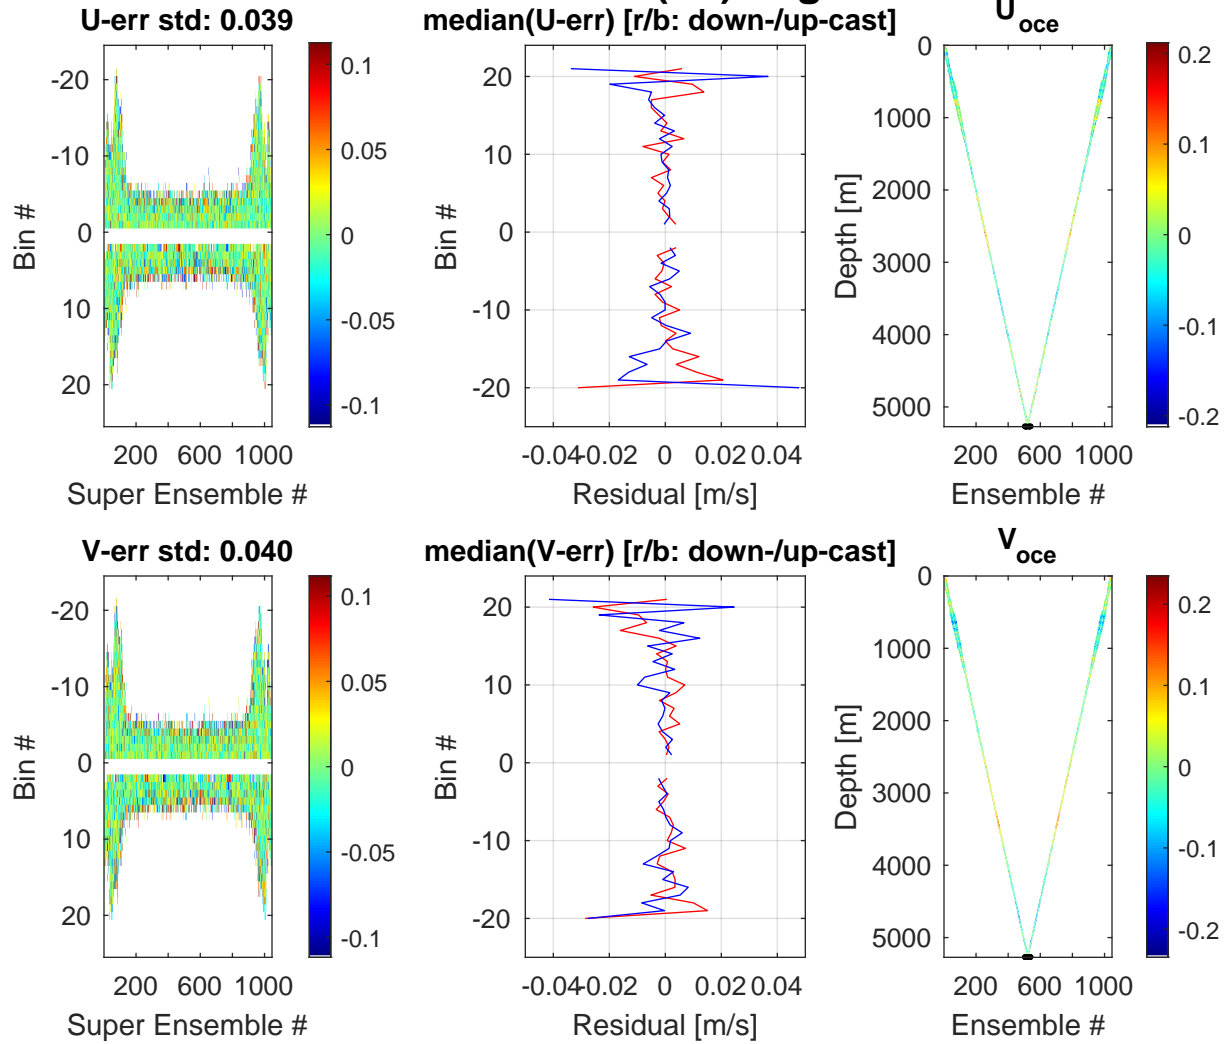 U-err std: 0.039
median(U-err) [r/b: down-/up-cast]
U_oce
-20
-10
0
10
20
Bin #
200 600 1000
Super Ensemble #
0.1
0.05
0
-0.05
-0.1
20
10
0
-10
-20
Bin #
-0.04 -0.02 0 0.02 0.04
Residual [m/s]
0
1000
2000
3000
4000
5000
Depth [m]
0 600 1000
Ensemble #
0.2
0.1
0
-0.1
-0.2
V-err std: 0.040
median(V-err) [r/b: down-/up-cast]
V_oce
-20
-10
0
10
20
Bin #
200 600 1000
Super Ensemble #
0.1
0.05
0
-0.05
-0.1
20
10
0
-10
-20
Bin #
-0.04 -0.02 0 0.02 0.04
Residual [m/s]
0
1000
2000
3000
4000
5000
Depth [m]
200 600 1000
Ensemble #
0.2
0.1
0
-0.1
-0.2